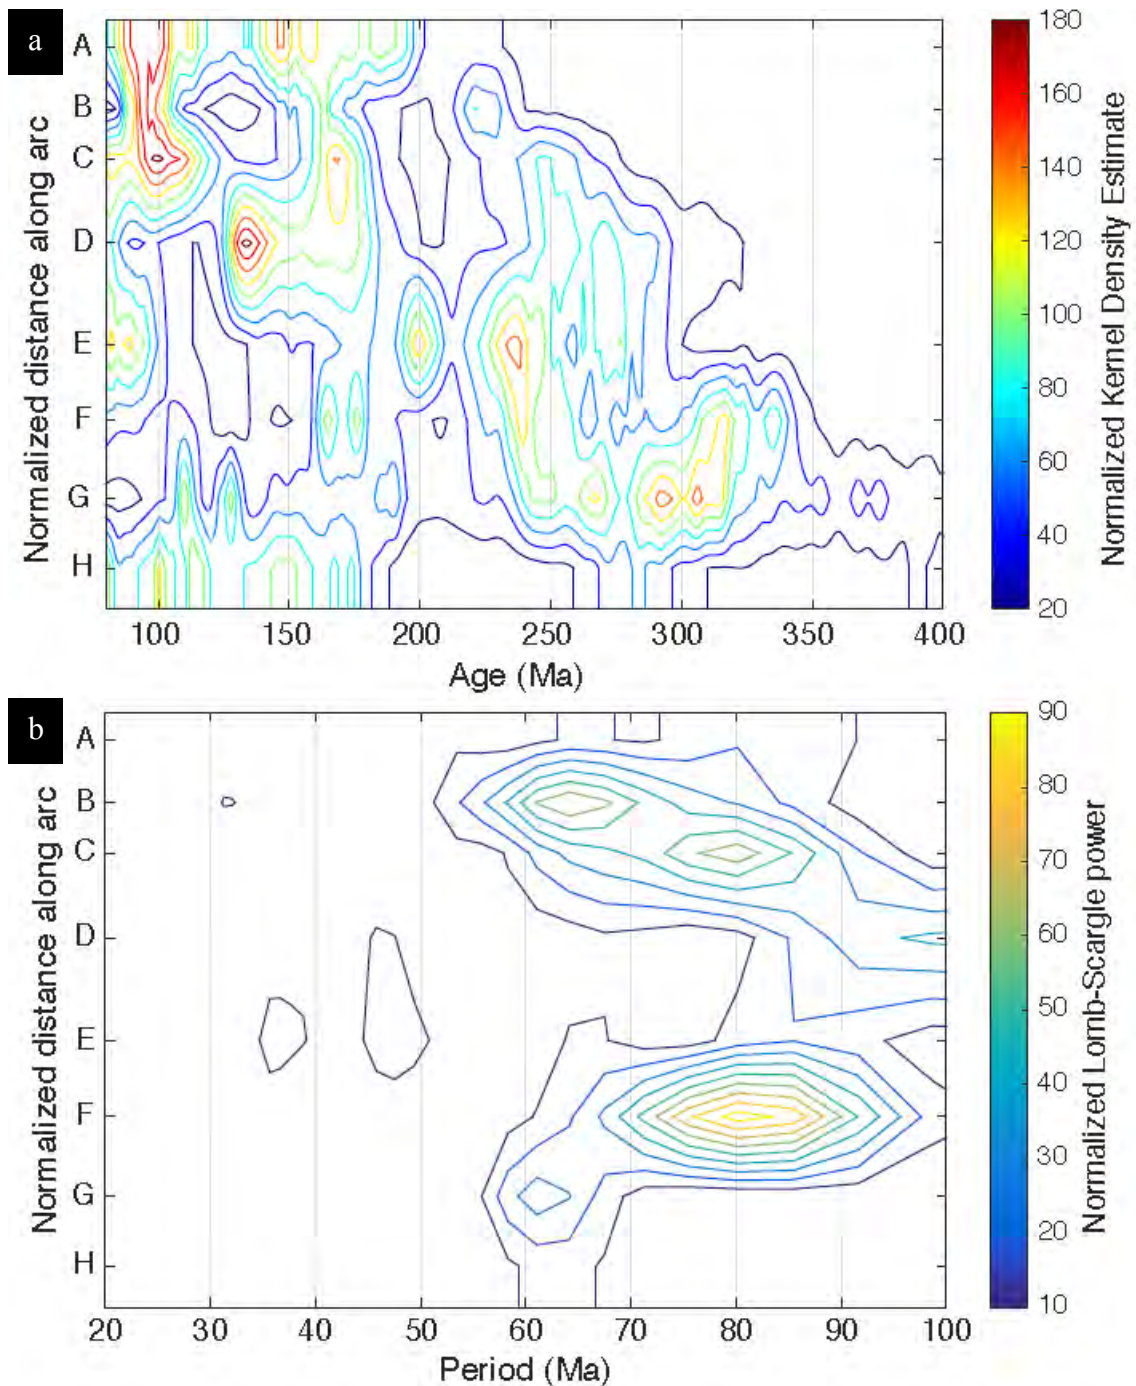 a
A
B
C
D
E
F
G
H
Normalized distance along arc
100 150 200 250 300 350 400
Age (Ma)
180
160
140
120
100
80
60
40
20
Normalized Kernel Density Estimate
b
A
B
C
D
E
F
G
H
Normalized distance along arc
20 30 40 50 60 70 80 90 100
Period (Ma)
90
80
70
60
50
40
30
20
10
Normalized Lomb-Scargle power